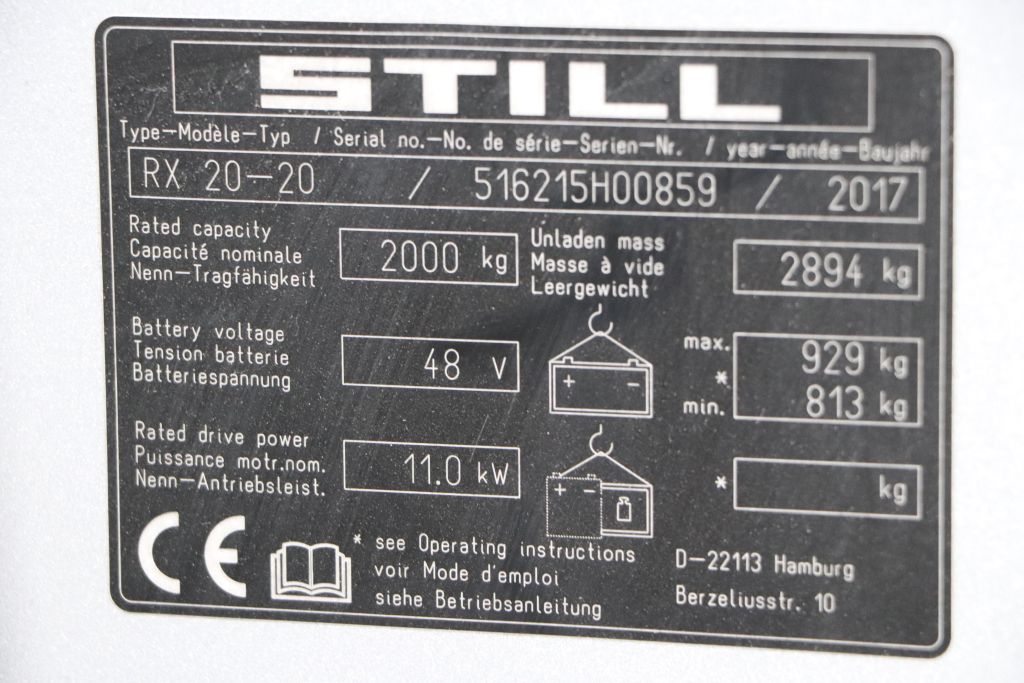 STILL
Type-Modèle-Typ / Serial no.-No. de série-Serien-Nr. / year-année-Baujahr
RX 20-20 / 516215H00859 / 2017
Rated capacity
Capacité nominale
Nenn-Tragfähigkeit
2000 kg
Unladen mass
Masse à vide
Leergewicht
2894 kg
Battery voltage
Tension batterie
Batteriespannung
48 V
+ -
max. 929 kg
*
min. 813 kg
Rated drive power
Puissance motr.nom.
Nenn-Antriebsleist.
11.0 kW
+ -
* kg
CE
* see Operating instructions
voir Mode d'emploi
siehe Betriebsanleitung
D-22113 Hamburg
Berzeliusstr. 10